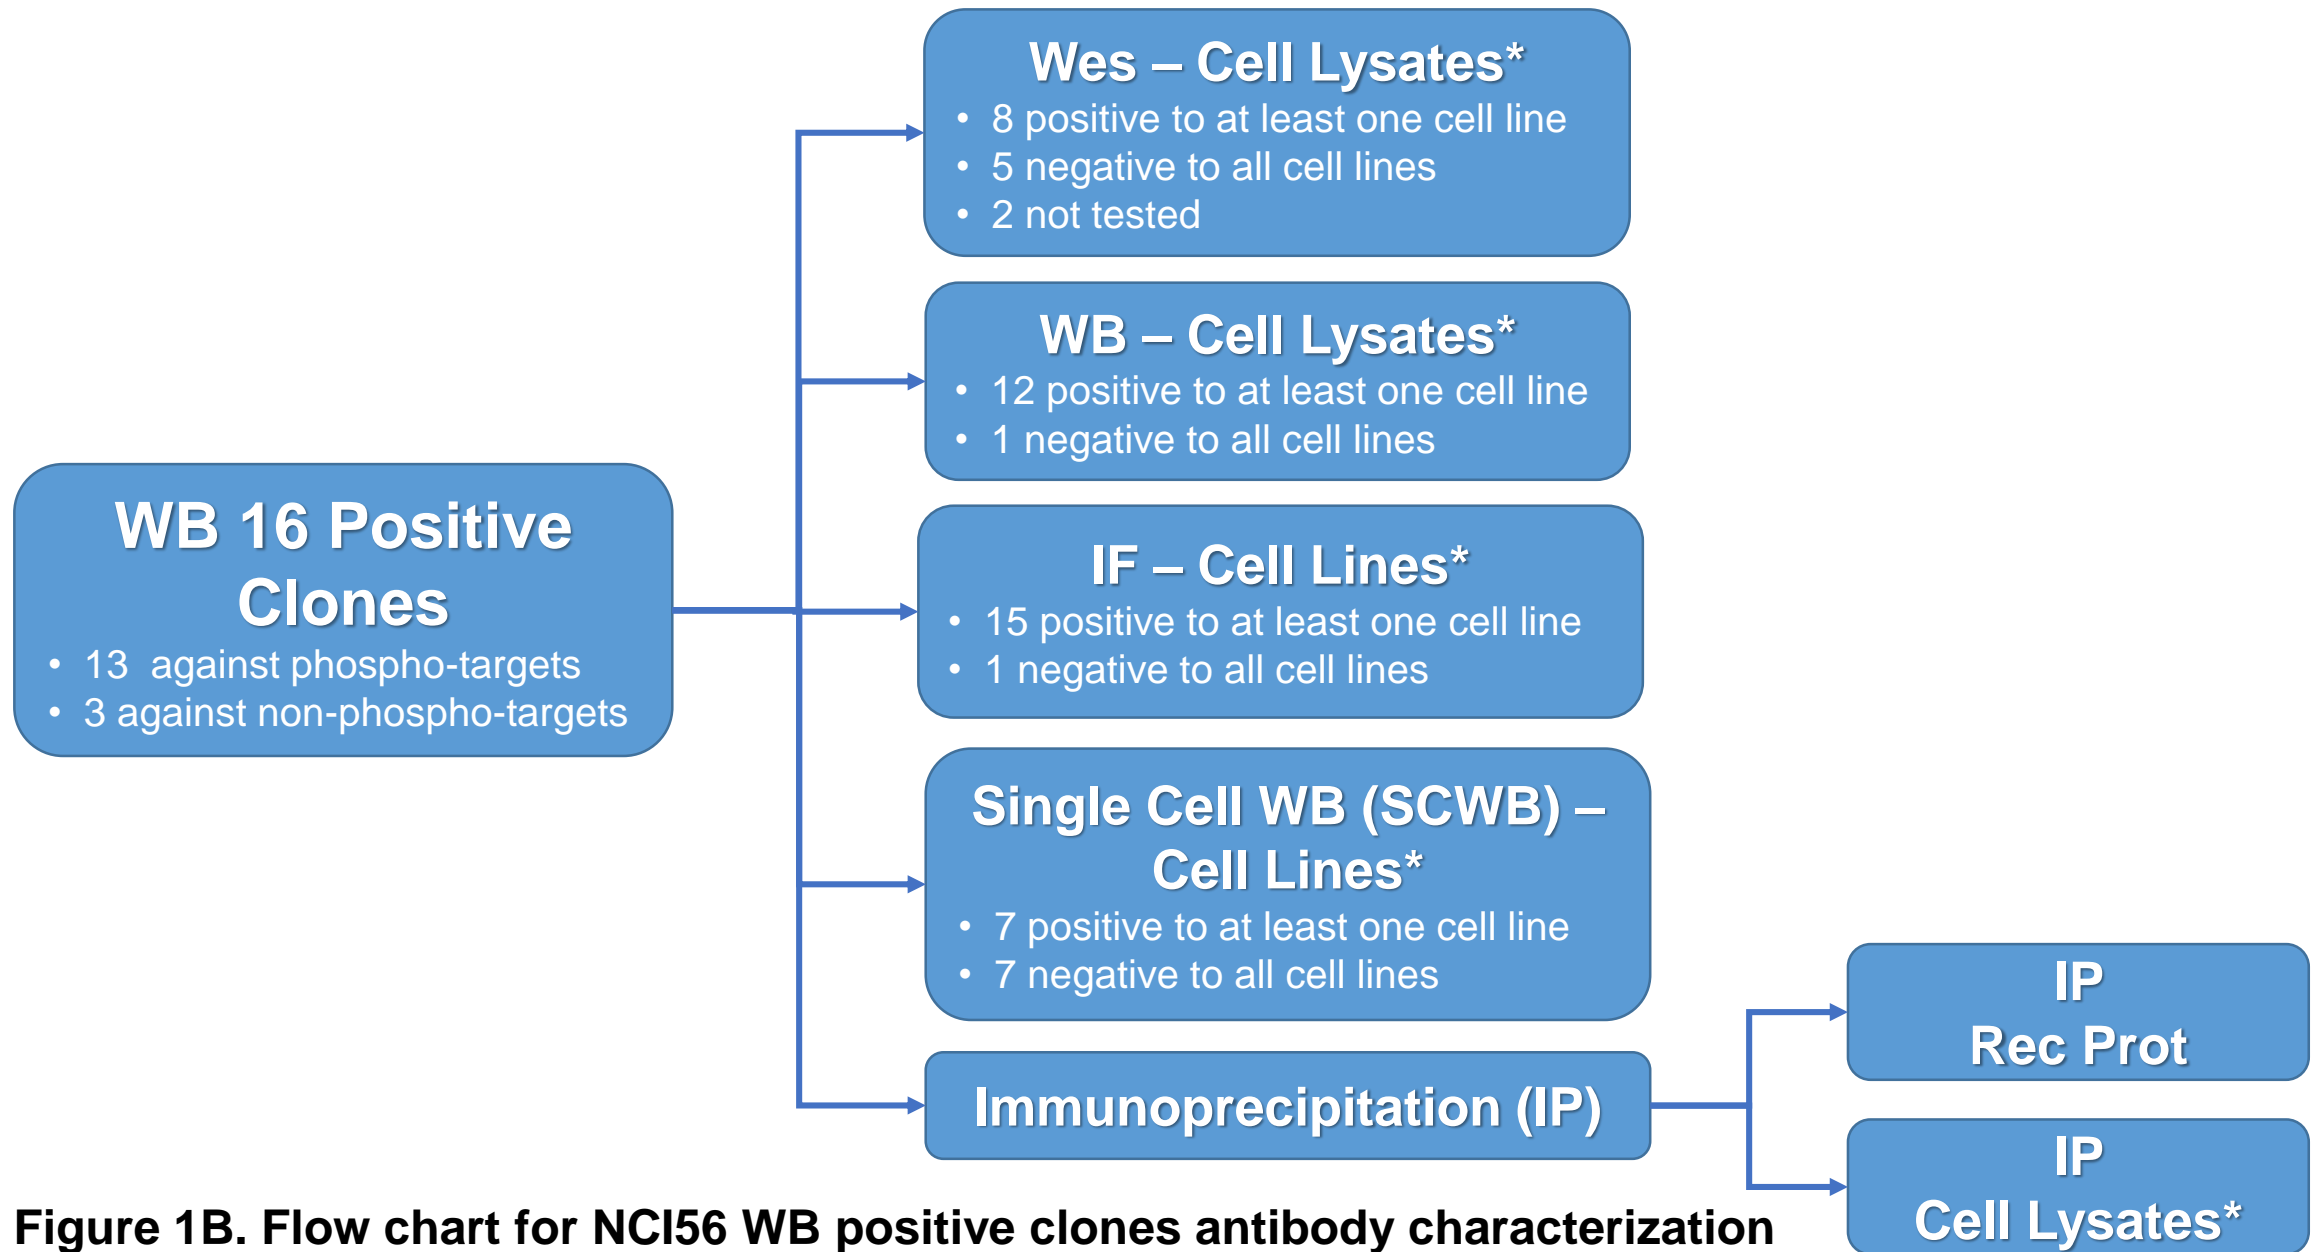 Wes – Cell Lysates*
• 8 positive to at least one cell line
• 5 negative to all cell lines
• 2 not tested
WB – Cell Lysates*
• 12 positive to at least one cell line
• 1 negative to all cell lines
WB 16 Positive
Clones
• 13 against phospho-targets
• 3 against non-phospho-targets
IF – Cell Lines*
• 15 positive to at least one cell line
• 1 negative to all cell lines
Single Cell WB (SCWB) –
Cell Lines*
• 7 positive to at least one cell line
• 7 negative to all cell lines
Immunoprecipitation (IP)
IP
Rec Prot
IP
Cell Lysates*
Figure 1B. Flow chart for NCI56 WB positive clones antibody characterization